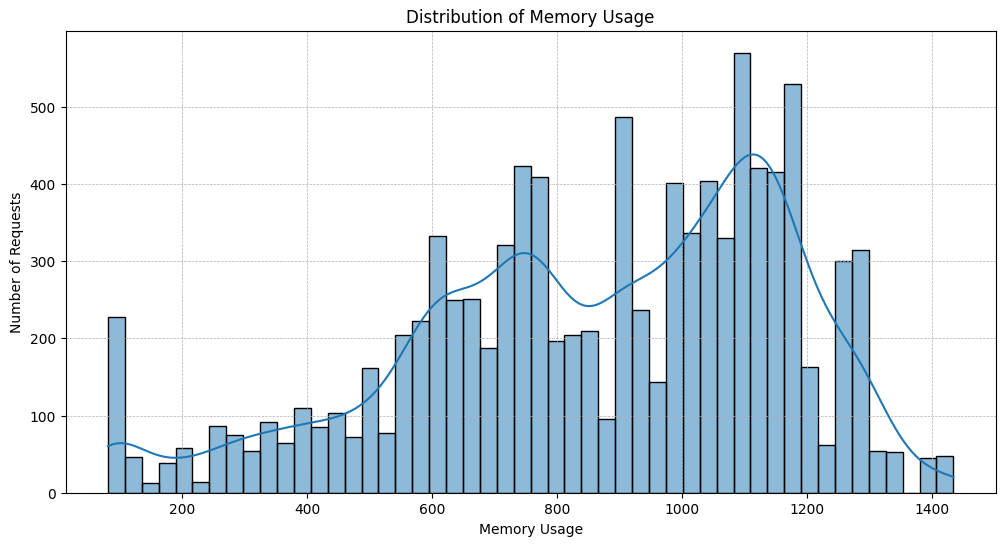 Distribution of Memory Usage
Number of Requests
500
400
300
200
100
0
200 400 600 800 1000 1200 1400
Memory Usage